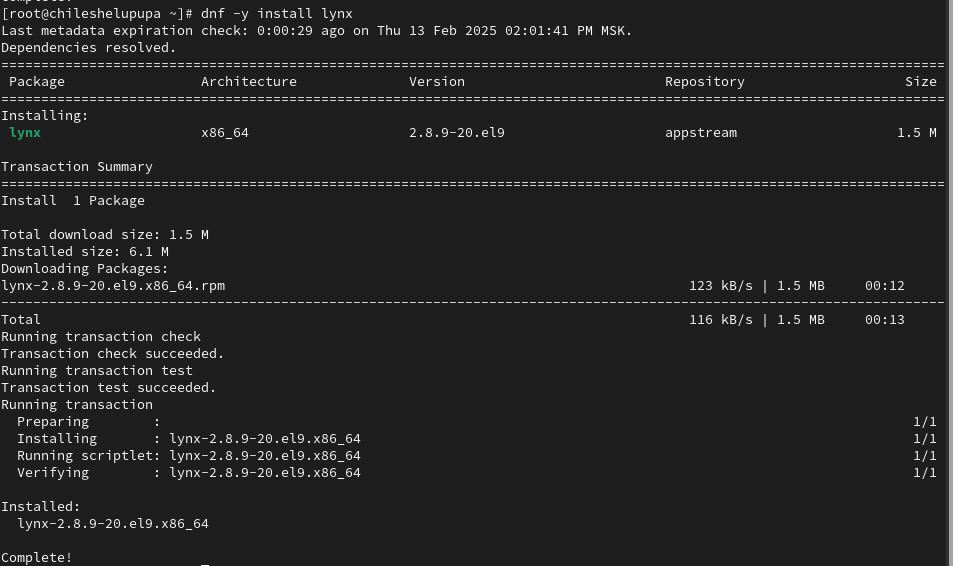 Complete!
[root@chileshelupupa ~]# dnf -y install lynx
Last metadata expiration check: 0:00:29 ago on Thu 13 Feb 2025 02:01:41 PM MSK.
Dependencies resolved.
================================================================================
Package Architecture Version Repository Size
================================================================================
Installing:
lynx x86_64 2.8.9-20.el9 appstream 1.5 M
Transaction Summary
================================================================================
Install 1 Package
Total download size: 1.5 M
Installed size: 6.1 M
Downloading Packages:
lynx-2.8.9-20.el9.x86_64.rpm 123 kB/s | 1.5 MB 00:12
--------------------------------------------------------------------------------
Total 116 kB/s | 1.5 MB 00:13
Running transaction check
Transaction check succeeded.
Running transaction test
Transaction test succeeded.
Running transaction
Preparing : 1/1
Installing : lynx-2.8.9-20.el9.x86_64 1/1
Running scriptlet: lynx-2.8.9-20.el9.x86_64 1/1
Verifying : lynx-2.8.9-20.el9.x86_64 1/1
Installed:
lynx-2.8.9-20.el9.x86_64
Complete!